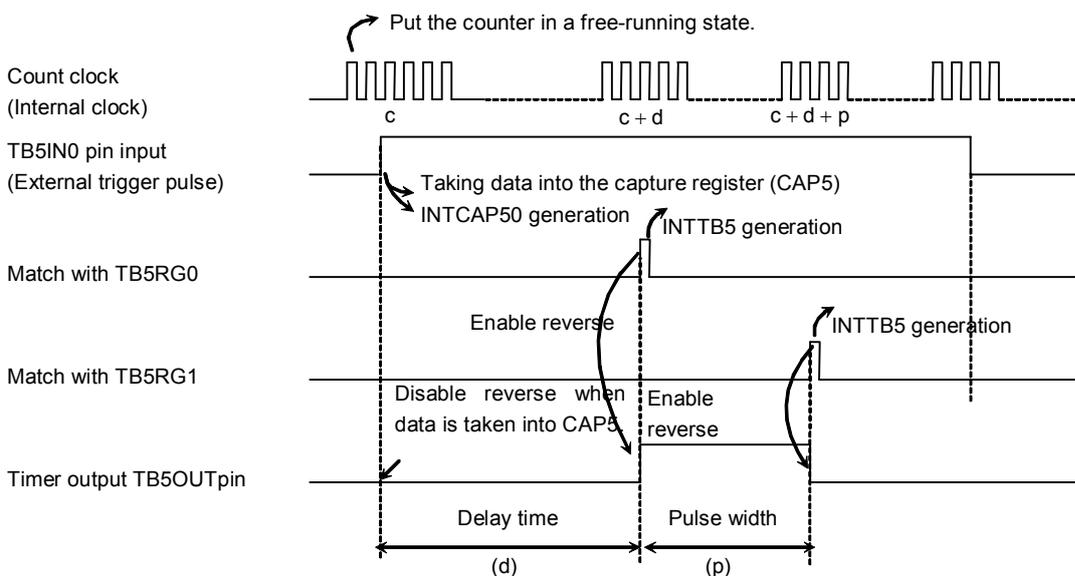 Put the counter in a free-running state.
Count clock
(Internal clock)
c
c + d
c + d + p
TB5IN0 pin input
(External trigger pulse)
Taking data into the capture register (CAP5)
INTCAP50 generation
INTTB5 generation
Match with TB5RG0
Enable reverse
INTTB5 generation
Match with TB5RG1
Disable reverse when
data is taken into CAP5.
Enable
reverse
Timer output TB5OUTpin
Delay time
Pulse width
(d)
(p)